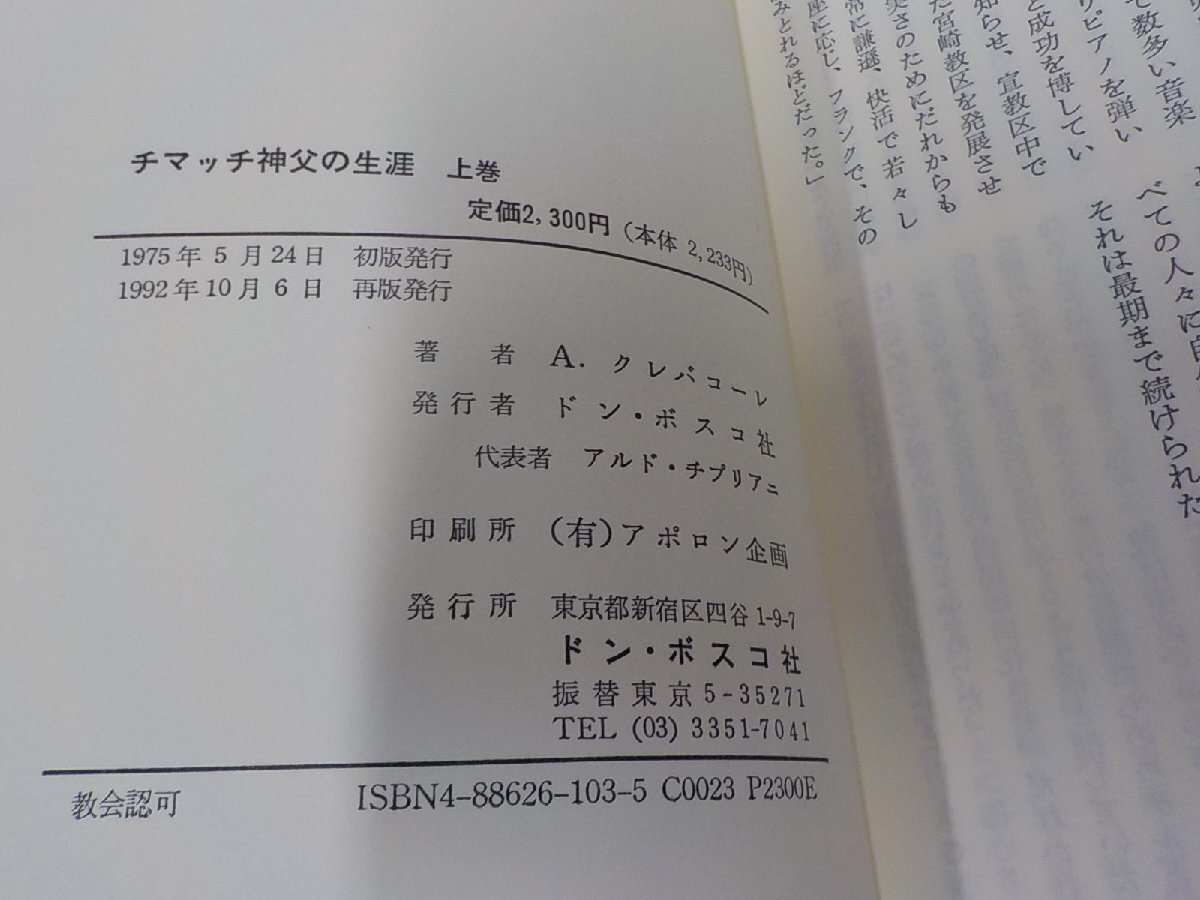 チマッチ神父の生涯　上巻
定価2,300円（本体 2,233円）
1975年 5 月 24 日　初版発行
1992年 10 月 6 日　再版発行
著　者　A. クレバコーレ
発行者　ドン・ボスコ社
代表者　アルド・チプリアニ
印刷所　(有)アポロン企画
発行所　東京都新宿区四谷 1-9-7
ドン・ボスコ社
振替東京 5-35271
TEL (03) 3351-7041
教会認可　ISBN4-88626-103-5 C0023 P2300E
で数多い音楽
ピアノを弾い
と成功を博してい
知らせ、宣教区中で
た宮崎教区を発展させ
実さのためにだれからも
常に謙遜、快活で若々し
座に応じ、フランクで、その
みとれるほどだった。」
べての人々に
それは最期まで続けられた